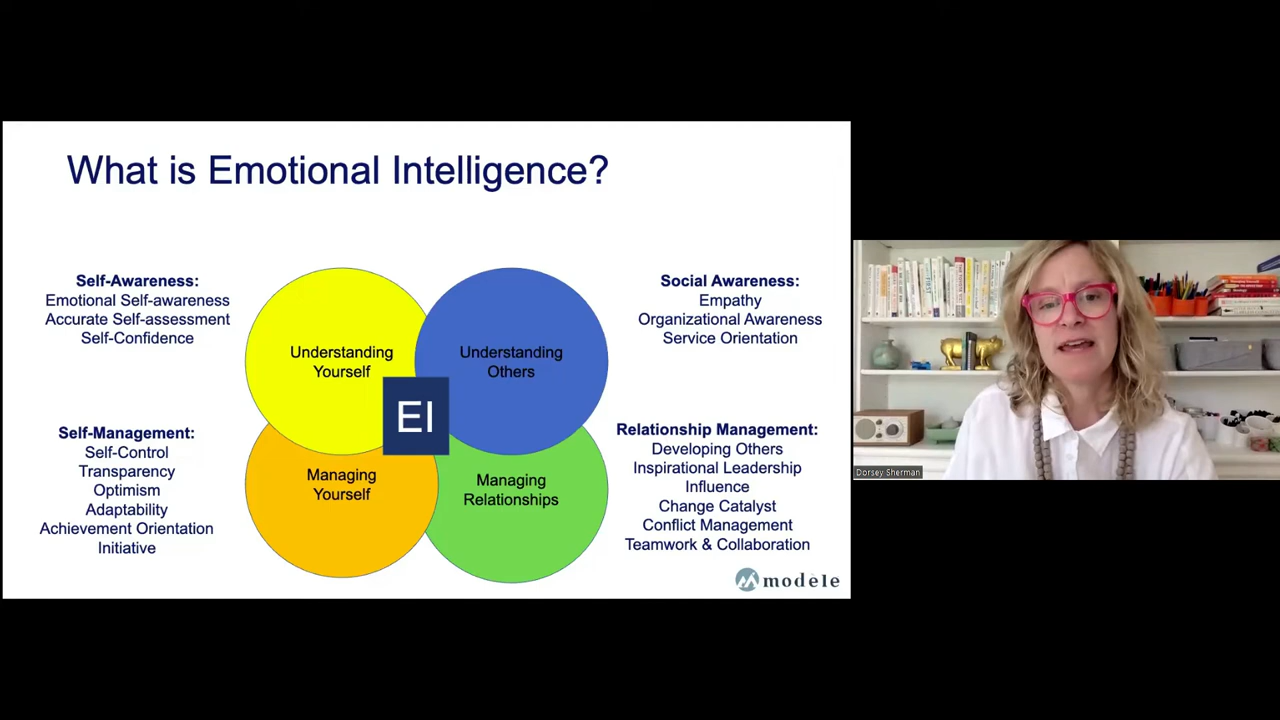 What is Emotional Intelligence?
Self-Awareness:
Emotional Self-awareness
Accurate Self-assessment
Self-Confidence
Understanding
Yourself
Understanding
Others
Social Awareness:
Empathy
Organizational Awareness
Service Orientation
EI
Self-Management:
Self-Control
Transparency
Optimism
Adaptability
Achievement Orientation
Initiative
Managing
Yourself
Managing
Relationships
Relationship Management:
Developing Others
Inspirational Leadership
Influence
Change Catalyst
Conflict Management
Teamwork & Collaboration
modèle
Dorsey Sherman